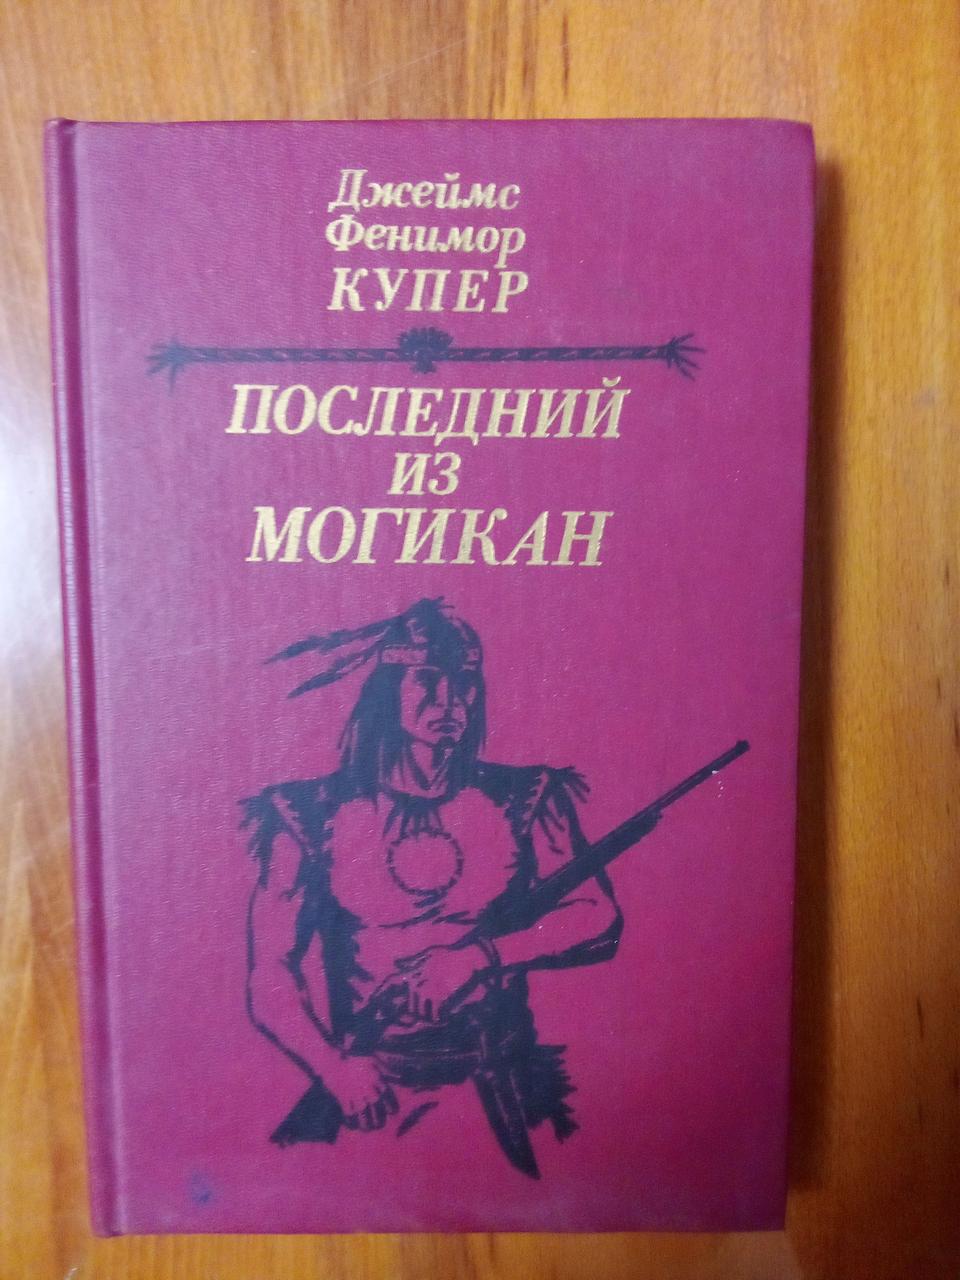 Джеймс
Фенимор
КУПЕР
ПОСЛЕДНИЙ
ИЗ
МОГИКАН